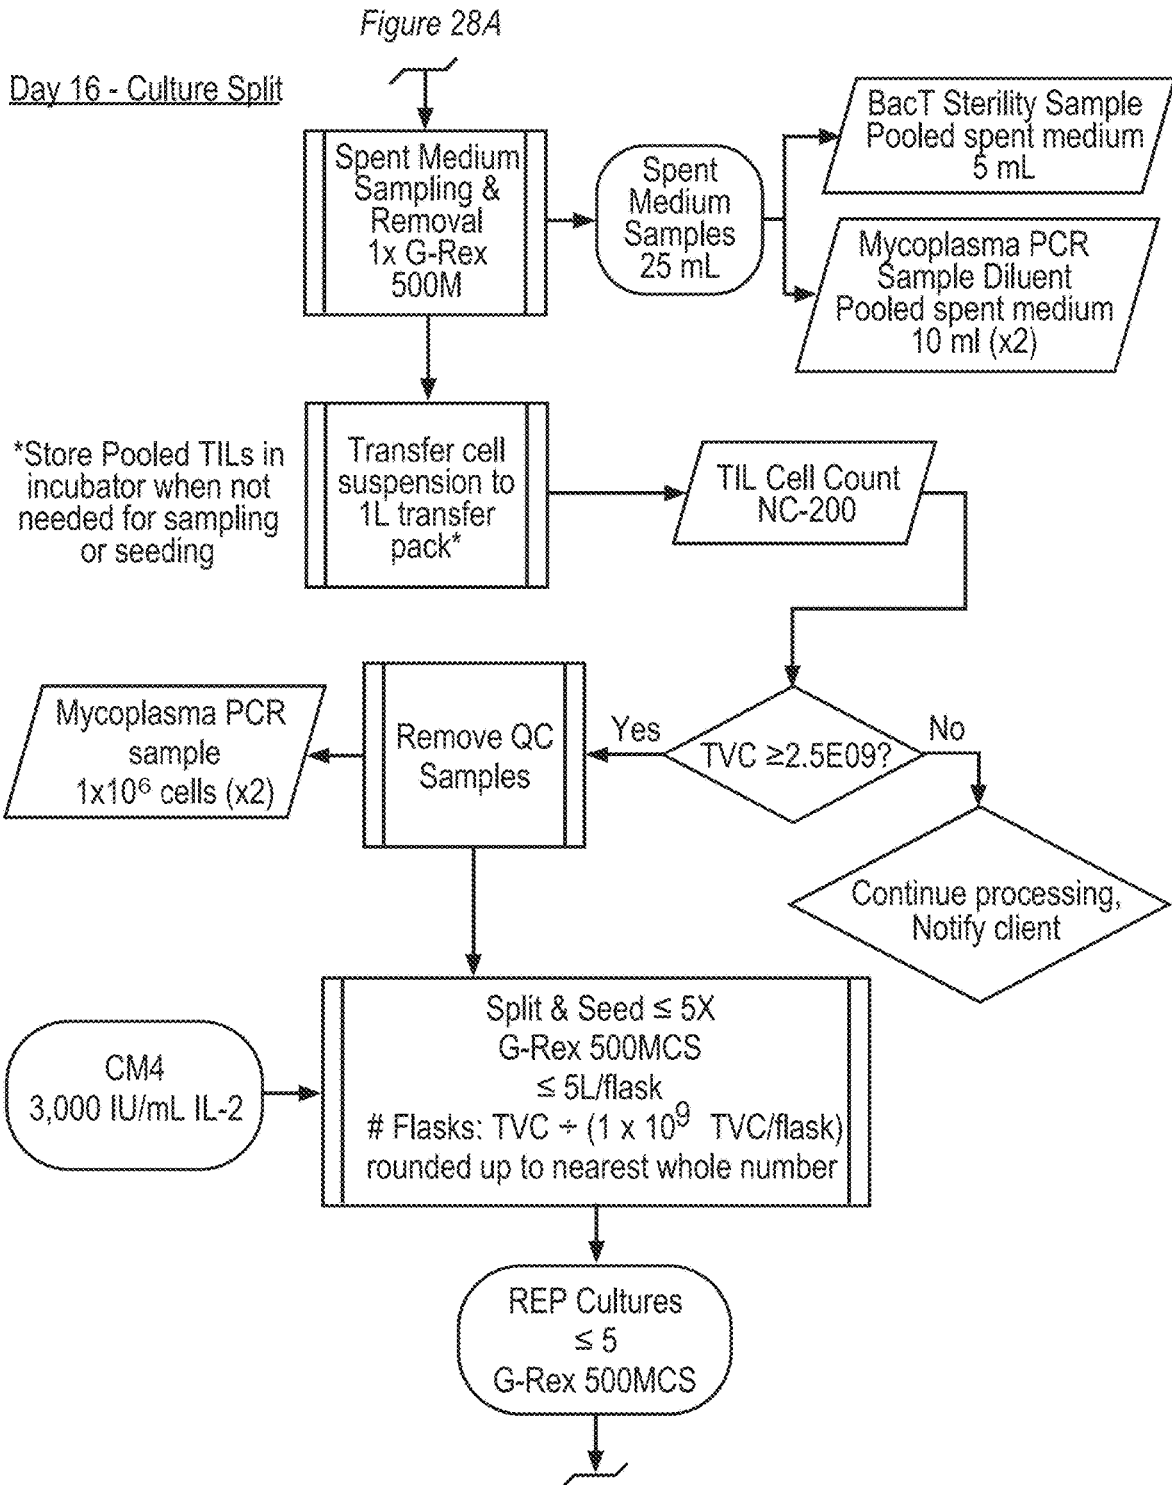 Figure 28A
Day 16 - Culture Split
Spent Medium
Sampling &
Removal
1x G-Rex
500M
Spent
Medium
Samples
25 mL
BacT Sterility Sample
Pooled spent medium
5 mL
Mycoplasma PCR
Sample Diluent
Pooled spent medium
10 ml (x2)
*Store Pooled TILs in
incubator when not
needed for sampling
or seeding
Transfer cell
suspension to
1L transfer
pack*
TIL Cell Count
NC-200
TVC ≥2.5E09?
Yes
No
Remove QC
Samples
Mycoplasma PCR
sample
1x10⁶ cells (x2)
Continue processing,
Notify client
Split & Seed ≤ 5X
G-Rex 500MCS
≤ 5L/flask
# Flasks: TVC ÷ (1 x 10⁹ TVC/flask)
rounded up to nearest whole number
CM4
3,000 IU/mL IL-2
REP Cultures
≤ 5
G-Rex 500MCS